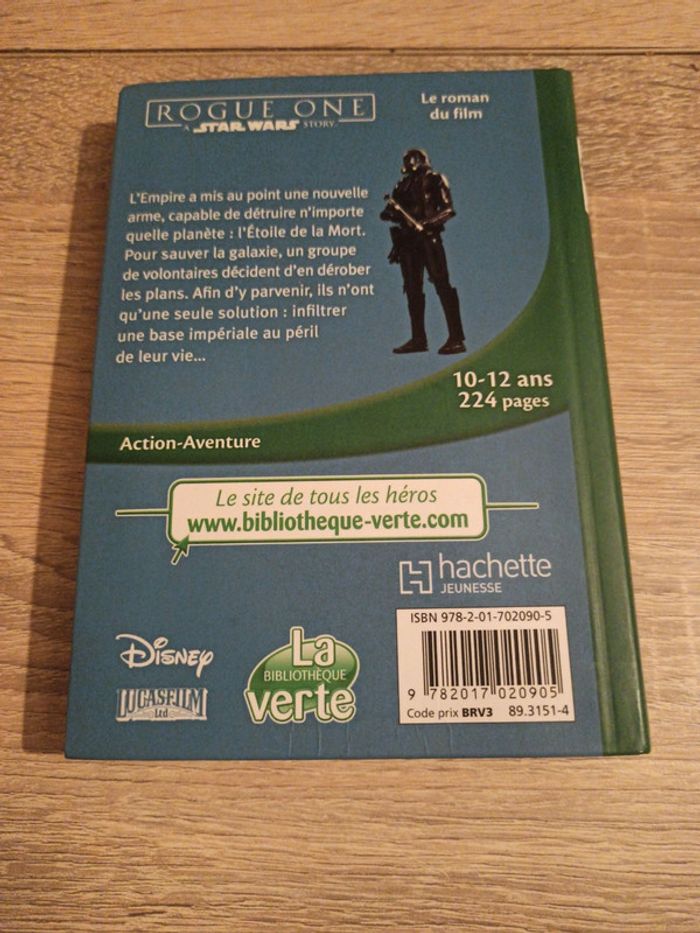 ROGUE ONE
A STAR WARS STORY
Le roman
du film
L'Empire a mis au point une nouvelle
arme, capable de détruire n'importe
quelle planète : l'Étoile de la Mort.
Pour sauver la galaxie, un groupe
de volontaires décident d'en dérober
les plans. Afin d'y parvenir, ils n'ont
qu'une seule solution : infiltrer
une base impériale au péril
de leur vie...
10-12 ans
224 pages
Action-Aventure
Le site de tous les héros
www.bibliotheque-verte.com
hachette
JEUNESSE
ISBN 978-2-01-702090-5
9 782017 020905
Code prix BRV3 89.3151-4
Disney
LUCASFILM
Ltd
La
BIBLIOTHÈQUE
verte